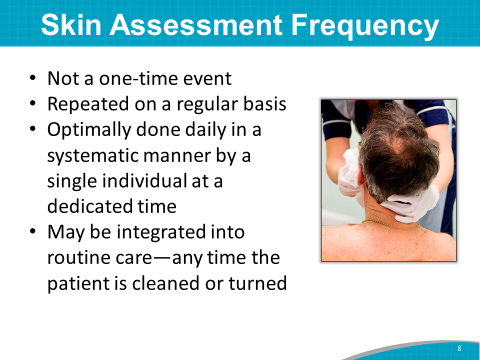 Skin Assessment Frequency
• Not a one-time event
• Repeated on a regular basis
• Optimally done daily in a
systematic manner by a
single individual at a
dedicated time
• May be integrated into
routine care—any time the
patient is cleaned or turned
8